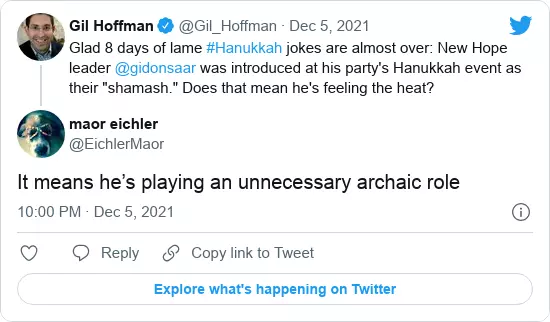 Gil Hoffman @Gil_Hoffman · Dec 5, 2021
Glad 8 days of lame #Hanukkah jokes are almost over: New Hope
leader @gidonsaar was introduced at his party's Hanukkah event as
their "shamash." Does that mean he's feeling the heat?
maor eichler
@EichlerMaor
It means he’s playing an unnecessary archaic role
10:00 PM · Dec 5, 2021
Reply Copy link to Tweet
Explore what's happening on Twitter